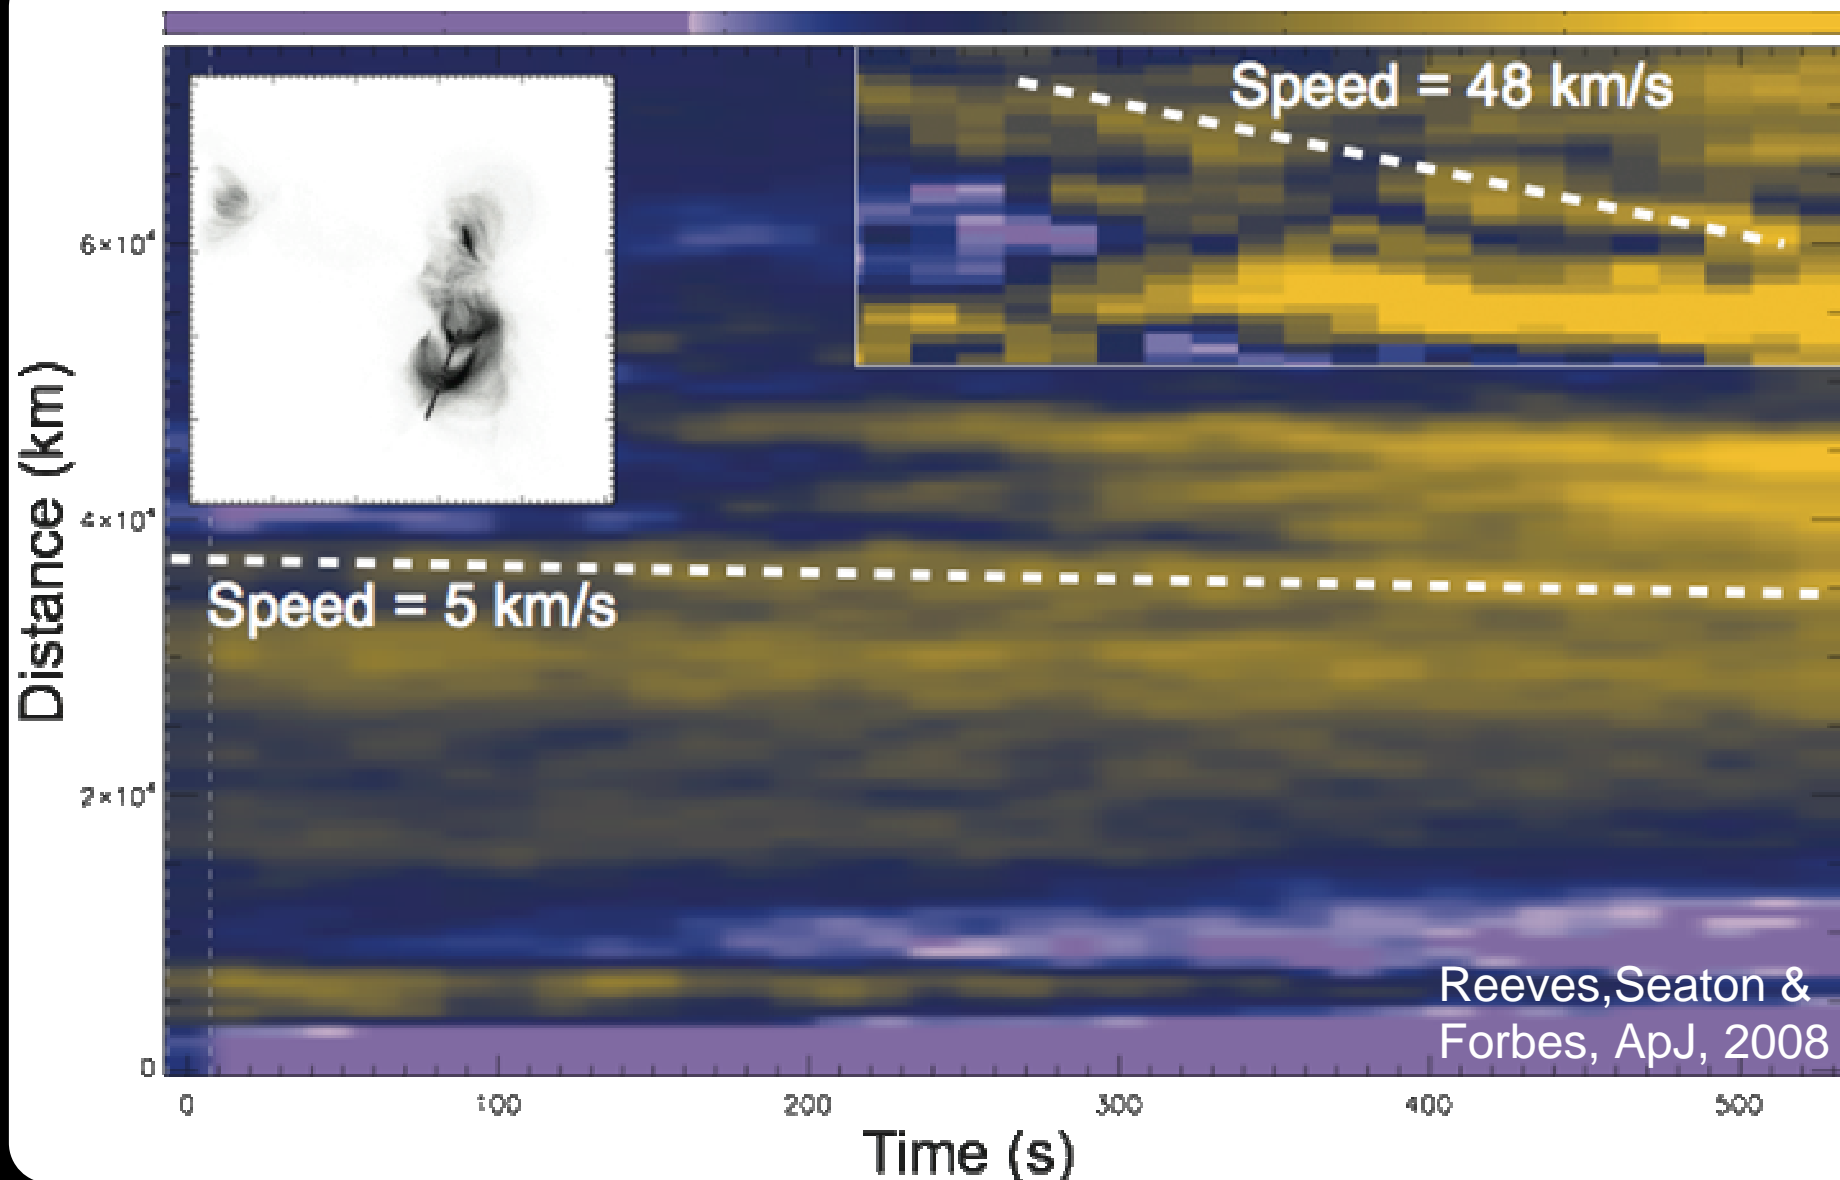 Speed = 48 km/s
6×10⁴
4×10⁴
Speed = 5 km/s
2×10⁴
0
Distance (km)
Reeves,Seaton &
Forbes, ApJ, 2008
0 100 200 300 400 500
Time (s)